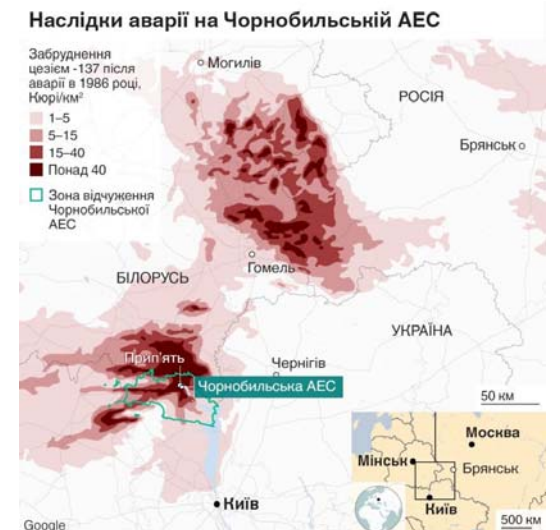 Наслідки аварії на Чорнобильській АЕС
Забруднення
цезієм -137 після
аварії в 1986 році,
Кюрі/км²
1–5
5–15
15–40
Понад 40
Зона відчуження
Чорнобильської
АЕС
Могилів
РОСІЯ
Брянськ
Гомель
БІЛОРУСЬ
УКРАЇНА
Прип'ять
Чернігів
Чорнобильська АЕС
50 км
Київ
Москва
Мінськ
Брянськ
Київ
500 км
Google